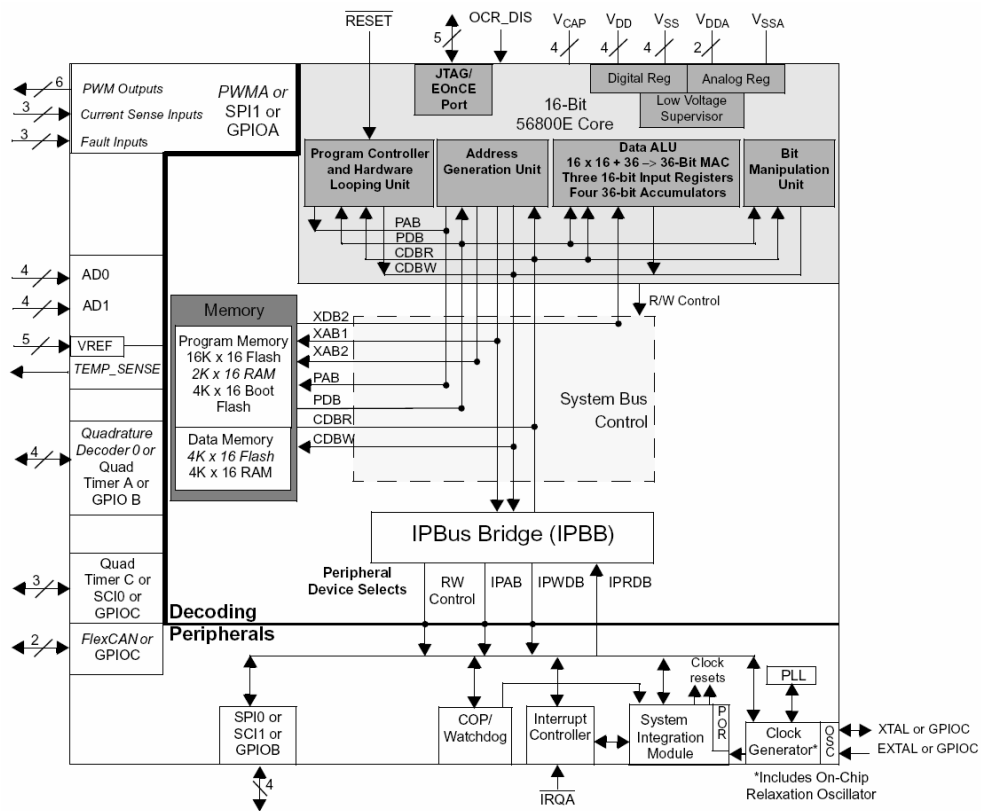 RESET
5
OCR_DIS
VCAP
VDD
VSS
VDDA
VSSA
4
4
4
2
6
PWM Outputs
3
Current Sense Inputs
3
Fault Inputs
PWMA or
SPI1 or
GPIOA
JTAG/
EOnCE
Port
Digital Reg
Analog Reg
Low Voltage
Supervisor
16-Bit
56800E Core
Program Controller
and Hardware
Looping Unit
Address
Generation Unit
Data ALU
16 x 16 + 36 --> 36-Bit MAC
Three 16-bit Input Registers
Four 36-bit Accumulators
Bit
Manipulation
Unit
PAB
PDB
CDBR
CDBW
R/W Control
4
AD0
4
AD1
5
VREF
TEMP_SENSE
4
Quadrature
Decoder 0 or
Quad
Timer A or
GPIO B
3
Quad
Timer C or
SCI0 or
GPIOC
2
FlexCAN or
GPIOC
Memory
Program Memory
16K x 16 Flash
2K x 16 RAM
4K x 16 Boot
Flash
Data Memory
4K x 16 Flash
4K x 16 RAM
XDB2
XAB1
XAB2
PAB
PDB
CDBR
CDBW
System Bus
Control
IPBus Bridge (IPBB)
Peripheral
Device Selects
RW
Control
IPAB
IPWDB
IPRDB
Decoding
Peripherals
Clock
resets
PLL
SPI0 or
SCI1 or
GPIOB
4
COP/
Watchdog
Interrupt
Controller
IRQA
System
Integration
Module
POR
Clock
Generator*
OSC
XTAL or GPIOC
EXTAL or GPIOC
*Includes On-Chip
Relaxation Oscillator